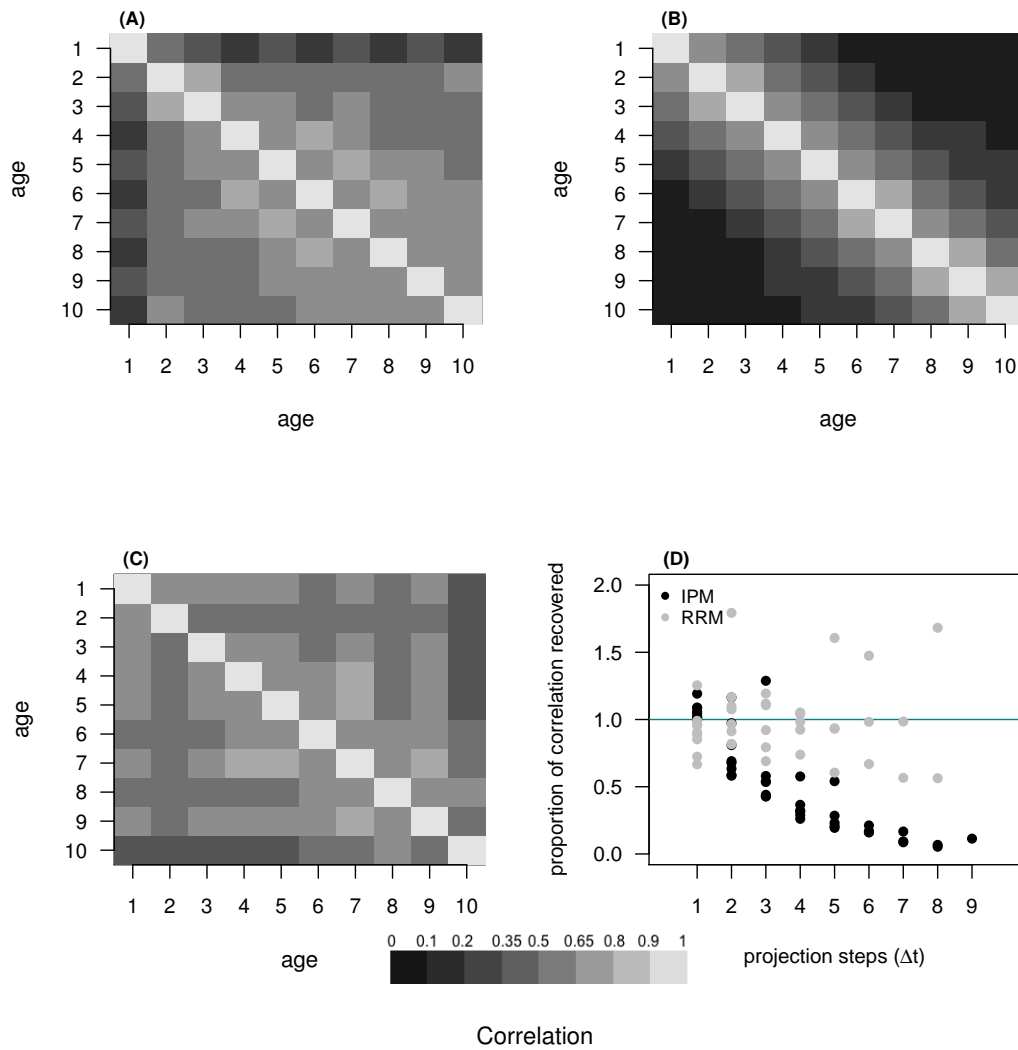 (A)
age
1
2
3
4
5
6
7
8
9
10
1 2 3 4 5 6 7 8 9 10
age
(B)
age
1
2
3
4
5
6
7
8
9
10
1 2 3 4 5 6 7 8 9 10
age
(C)
age
1
2
3
4
5
6
7
8
9
10
1 2 3 4 5 6 7 8 9 10
age
(D)
proportion of correlation recovered
2.0
1.5
1.0
0.5
0.0
IPM
RRM
1 2 3 4 5 6 7 8 9
projection steps (Δt)
0 0.1 0.2 0.35 0.5 0.65 0.8 0.9 1
Correlation